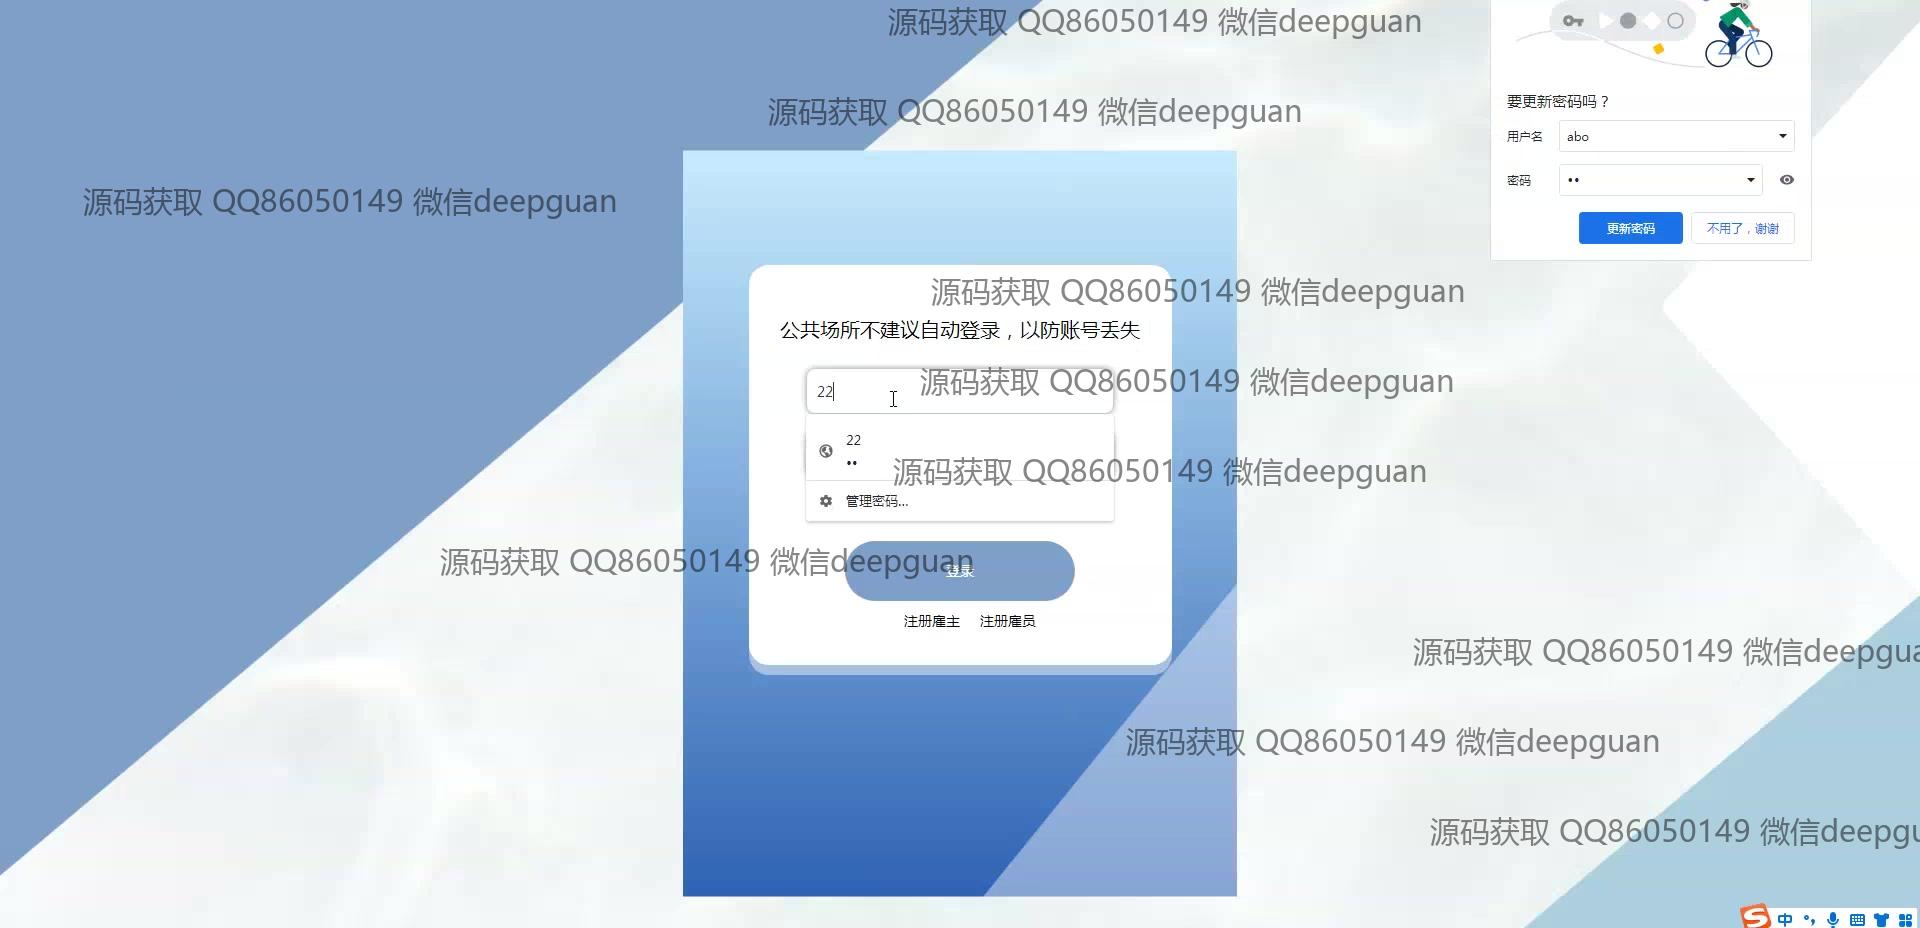 源码获取 QQ86050149 微信deepguan
源码获取 QQ86050149 微信deepguan
源码获取 QQ86050149 微信deepguan
要更新密码吗？
用户名 abo
密码 ••
更新密码 不用了，谢谢
源码获取 QQ86050149 微信deepguan
公共场所不建议自动登录，以防账号丢失
22
源码获取 QQ86050149 微信deepguan
22
••
源码获取 QQ86050149 微信deepguan
管理密码...
源码获取 QQ86050149 微信deepguan
登录
注册雇主 注册雇员
源码获取 QQ86050149 微信deepgua
源码获取 QQ86050149 微信deepguan
源码获取 QQ86050149 微信deepgu
中